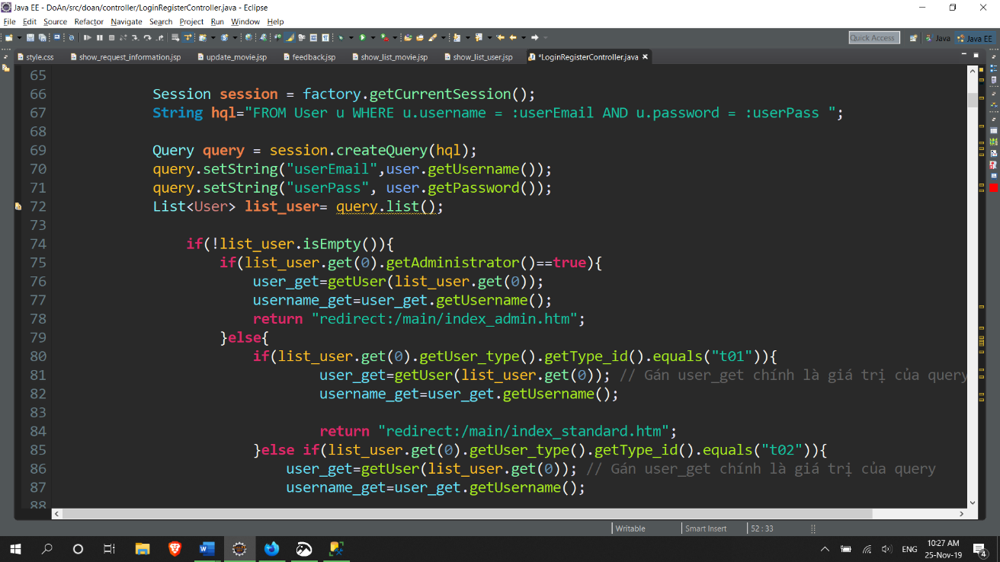 Java EE - DoAn/src/doan/controller/LoginRegisterController.java - Eclipse
File Edit Source Refactor Navigate Search Project Run Window Help
Quick Access Java Java EE
style.css show_request_information.jsp update_movie.jsp feedback.jsp show_list_movie.jsp show_list_user.jsp *LoginRegisterController.java
65
66 Session session = factory.getCurrentSession();
67 String hql="FROM User u WHERE u.username = :userEmail AND u.password = :userPass ";
68
69 Query query = session.createQuery(hql);
70 query.setString("userEmail",user.getUsername());
71 query.setString("userPass", user.getPassword());
72 List<User> list_user= query.list();
73
74 if(!list_user.isEmpty()){
75 if(list_user.get(0).getAdministrator()==true){
76 user_get=getUser(list_user.get(0));
77 username_get=user_get.getUsername();
78 return "redirect:/main/index_admin.htm";
79 }else{
80 if(list_user.get(0).getUser_type().getType_id().equals("t01")){
81 user_get=getUser(list_user.get(0)); // Gán user_get chính là giá trị của query
82 username_get=user_get.getUsername();
83
84 return "redirect:/main/index_standard.htm";
85 }else if(list_user.get(0).getUser_type().getType_id().equals("t02")){
86 user_get=getUser(list_user.get(0)); // Gán user_get chính là giá trị của query
87 username_get=user_get.getUsername();
88
Writable Smart Insert 52 : 33
ENG 10:27 AM
25-Nov-19 4